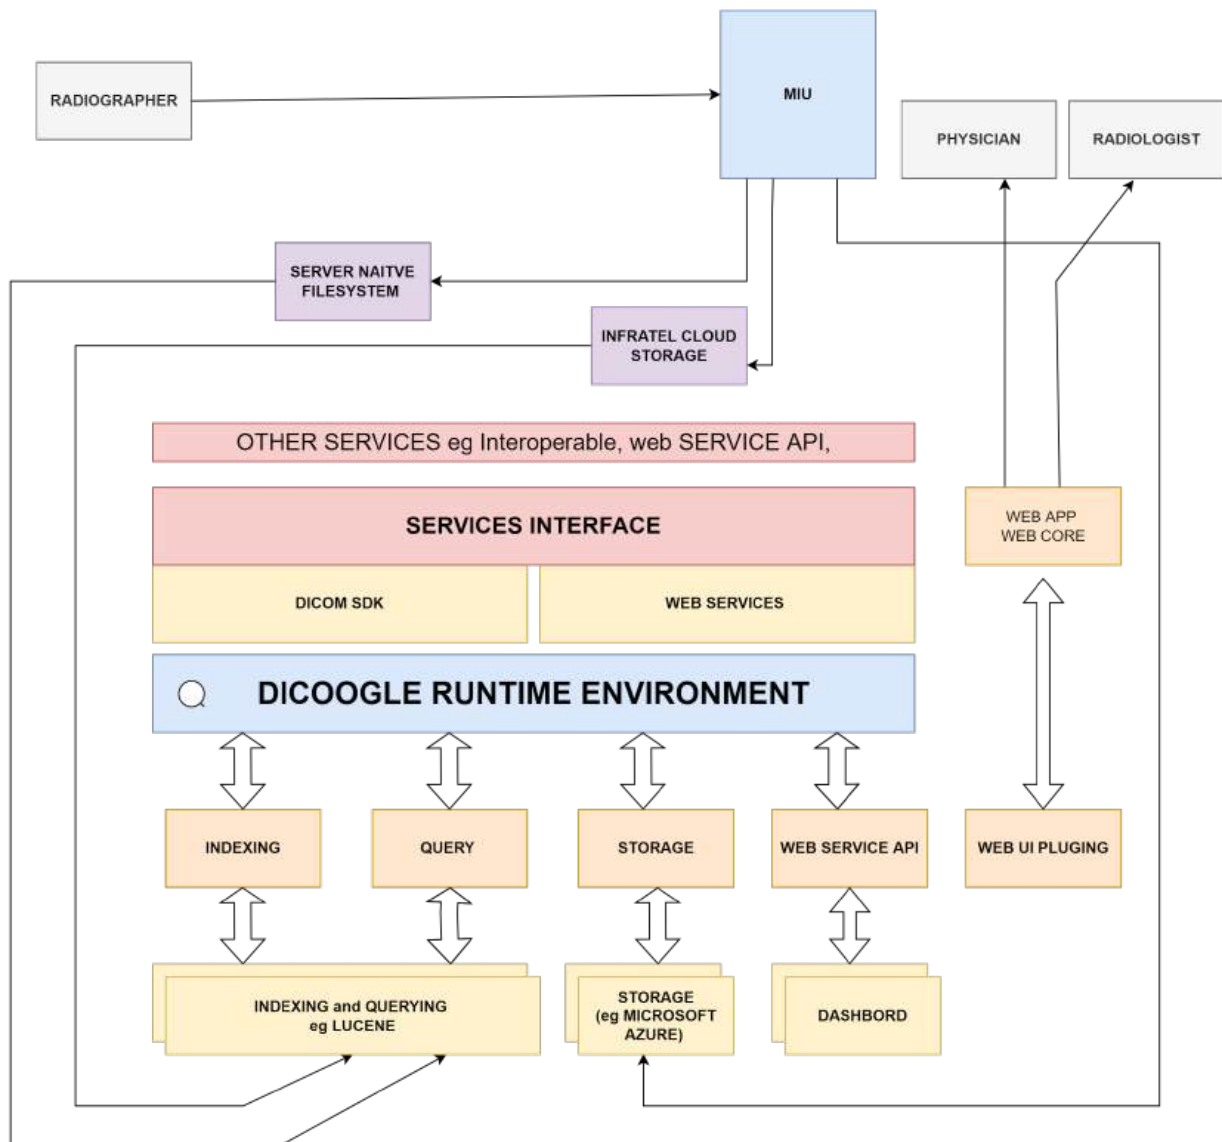 MIU
RADIOGRAPHER
PHYSICIAN
RADIOLOGIST
SERVER NAITVE
FILESYSTEM
INFRATEL CLOUD
STORAGE
OTHER SERVICES eg Interoperable, web SERVICE API,
SERVICES INTERFACE
WEB APP
WEB CORE
DICOM SDK
WEB SERVICES
DICOOGLE RUNTIME ENVIRONMENT
INDEXING
QUERY
STORAGE
WEB SERVICE API
WEB UI PLUGING
INDEXING and QUERYING
eg LUCENE
STORAGE
(eg MICROSOFT
AZURE)
DASHBORD